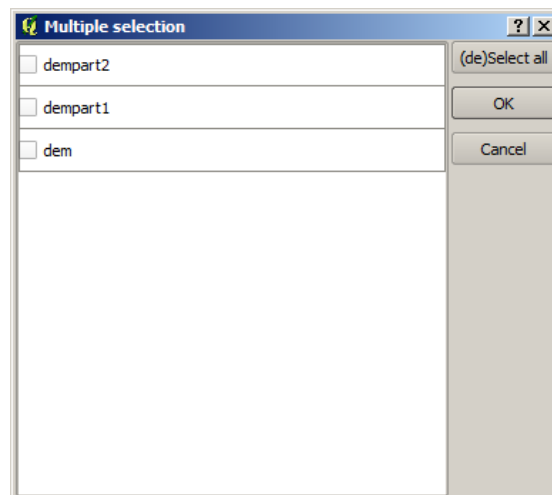 Multiple selection
dempart2
dempart1
dem
(de)Select all
OK
Cancel